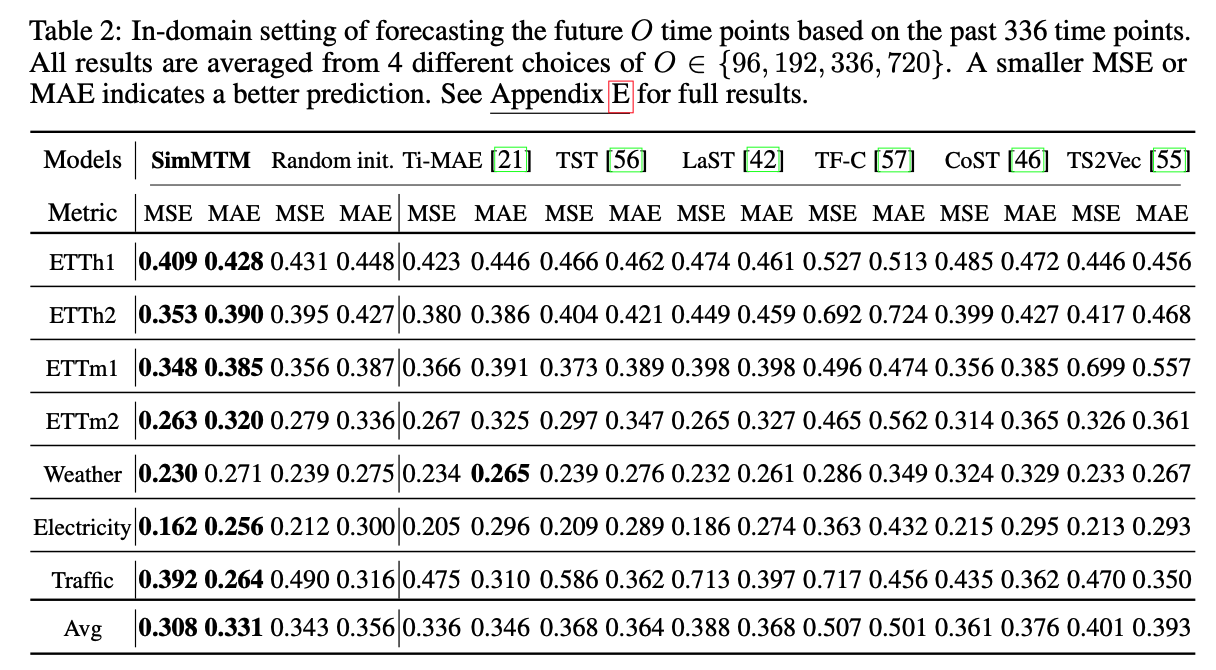 Table 2: In-domain setting of forecasting the future O time points based on the past 336 time points.
All results are averaged from 4 different choices of O ∈ {96, 192, 336, 720}. A smaller MSE or
MAE indicates a better prediction. See Appendix E for full results.
Models SimMTM Random init. Ti-MAE [21] TST [56] LaST [42] TF-C [57] CoST [46] TS2Vec [55]
Metric MSE MAE MSE MAE MSE MAE MSE MAE MSE MAE MSE MAE MSE MAE MSE MAE
ETTh1 0.409 0.428 0.431 0.448 0.423 0.446 0.466 0.462 0.474 0.461 0.527 0.513 0.485 0.472 0.446 0.456
ETTh2 0.353 0.390 0.395 0.427 0.380 0.386 0.404 0.421 0.449 0.459 0.692 0.724 0.399 0.427 0.417 0.468
ETTm1 0.348 0.385 0.356 0.387 0.366 0.391 0.373 0.389 0.398 0.398 0.496 0.474 0.356 0.385 0.699 0.557
ETTm2 0.263 0.320 0.279 0.336 0.267 0.325 0.297 0.347 0.265 0.327 0.465 0.562 0.314 0.365 0.326 0.361
Weather 0.230 0.271 0.239 0.275 0.234 0.265 0.239 0.276 0.232 0.261 0.286 0.349 0.324 0.329 0.233 0.267
Electricity 0.162 0.256 0.212 0.300 0.205 0.296 0.209 0.289 0.186 0.274 0.363 0.432 0.215 0.295 0.213 0.293
Traffic 0.392 0.264 0.490 0.316 0.475 0.310 0.586 0.362 0.713 0.397 0.717 0.456 0.435 0.362 0.470 0.350
Avg 0.308 0.331 0.343 0.356 0.336 0.346 0.368 0.364 0.388 0.368 0.507 0.501 0.361 0.376 0.401 0.393